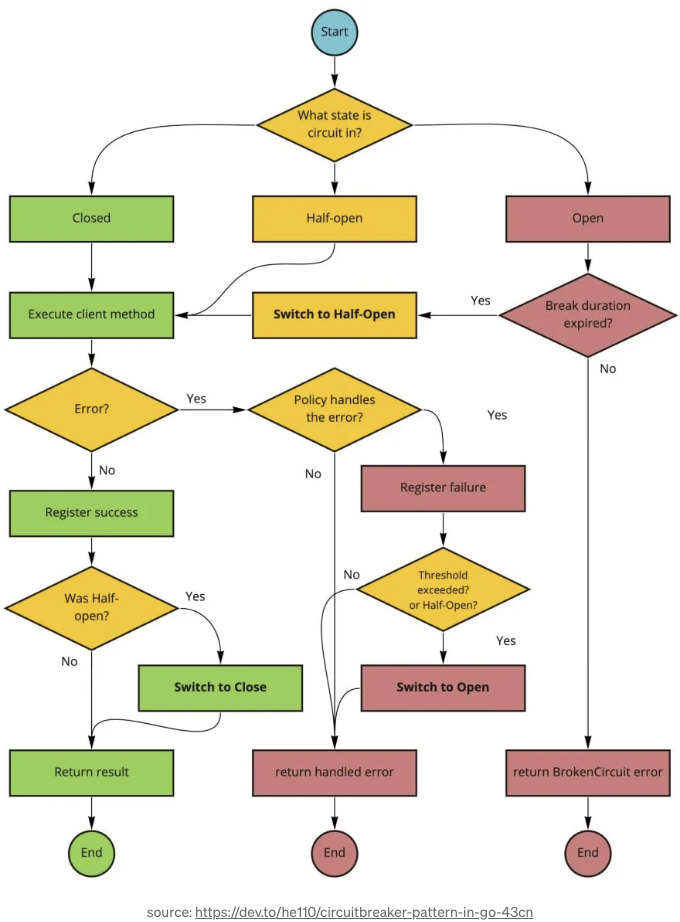 Start
What state is
circuit in?
Closed
Half-open
Open
Execute client method
Switch to Half-Open
Yes
Break duration
expired?
No
Error?
Yes
Policy handles
the error?
Yes
No
No
Register failure
Register success
No
Threshold
exceeded?
or Half-Open?
Was Half-
open?
Yes
Yes
No
Switch to Close
Switch to Open
Return result
return handled error
return BrokenCircuit error
End
End
End
source: https://dev.to/he110/circuitbreaker-pattern-in-go-43cn